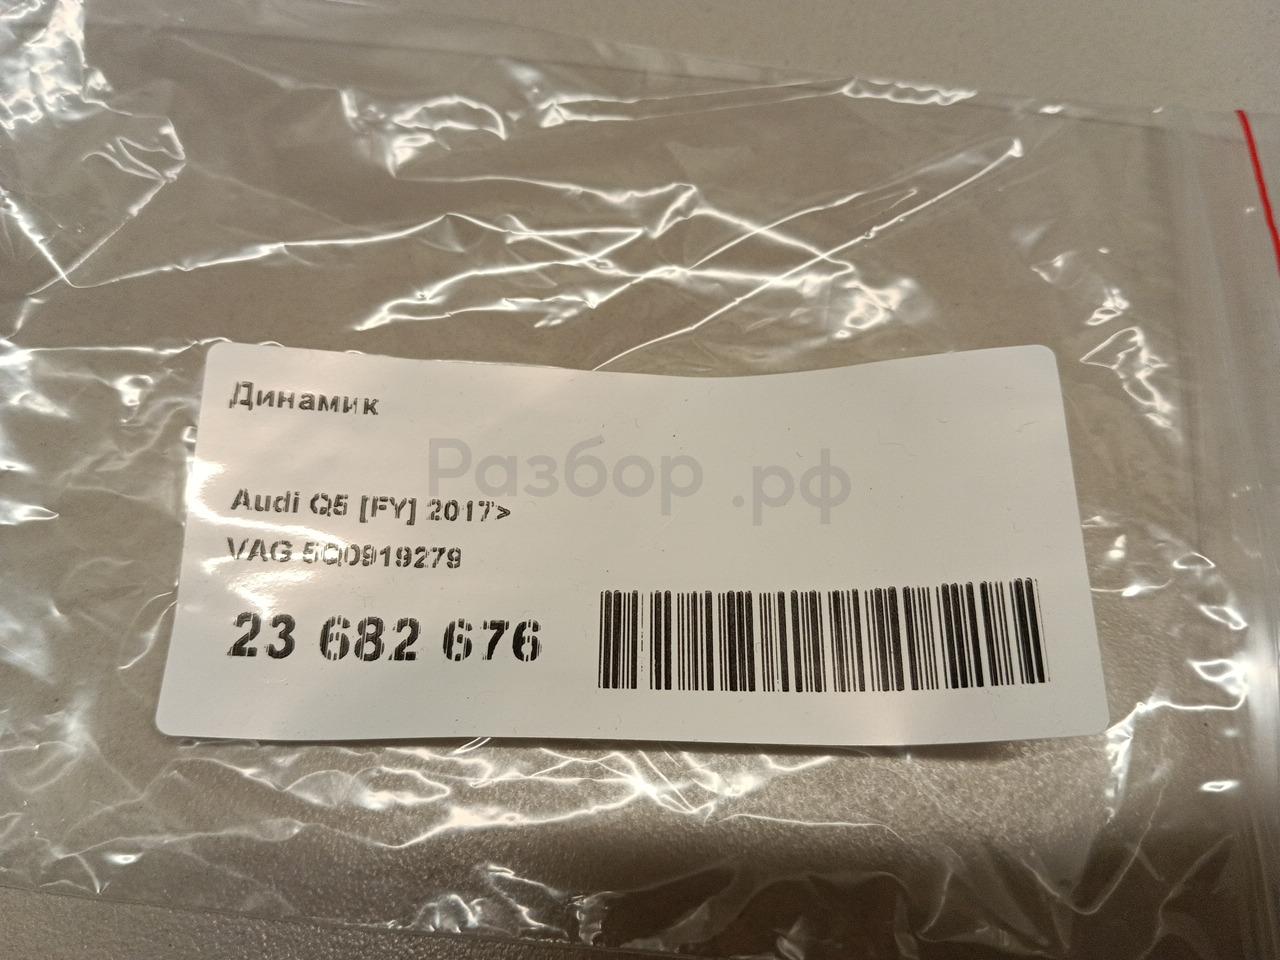 Динамик
Разбор.рф
Audi Q5 [FY] 2017>
VAG 5Q0919279
23 682 676